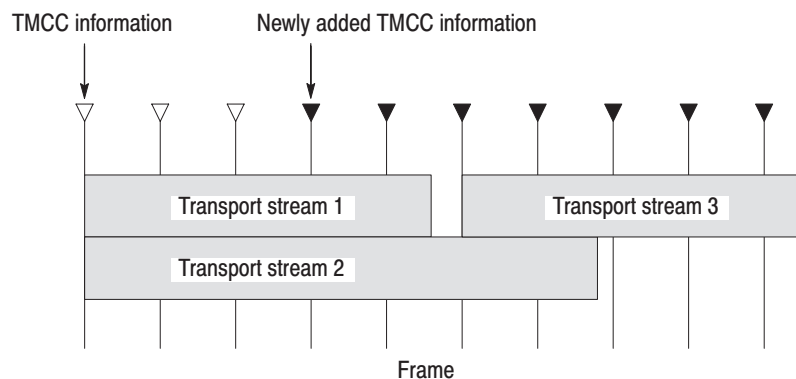 TMCC information
Newly added TMCC information
Transport stream 1
Transport stream 3
Transport stream 2
Frame